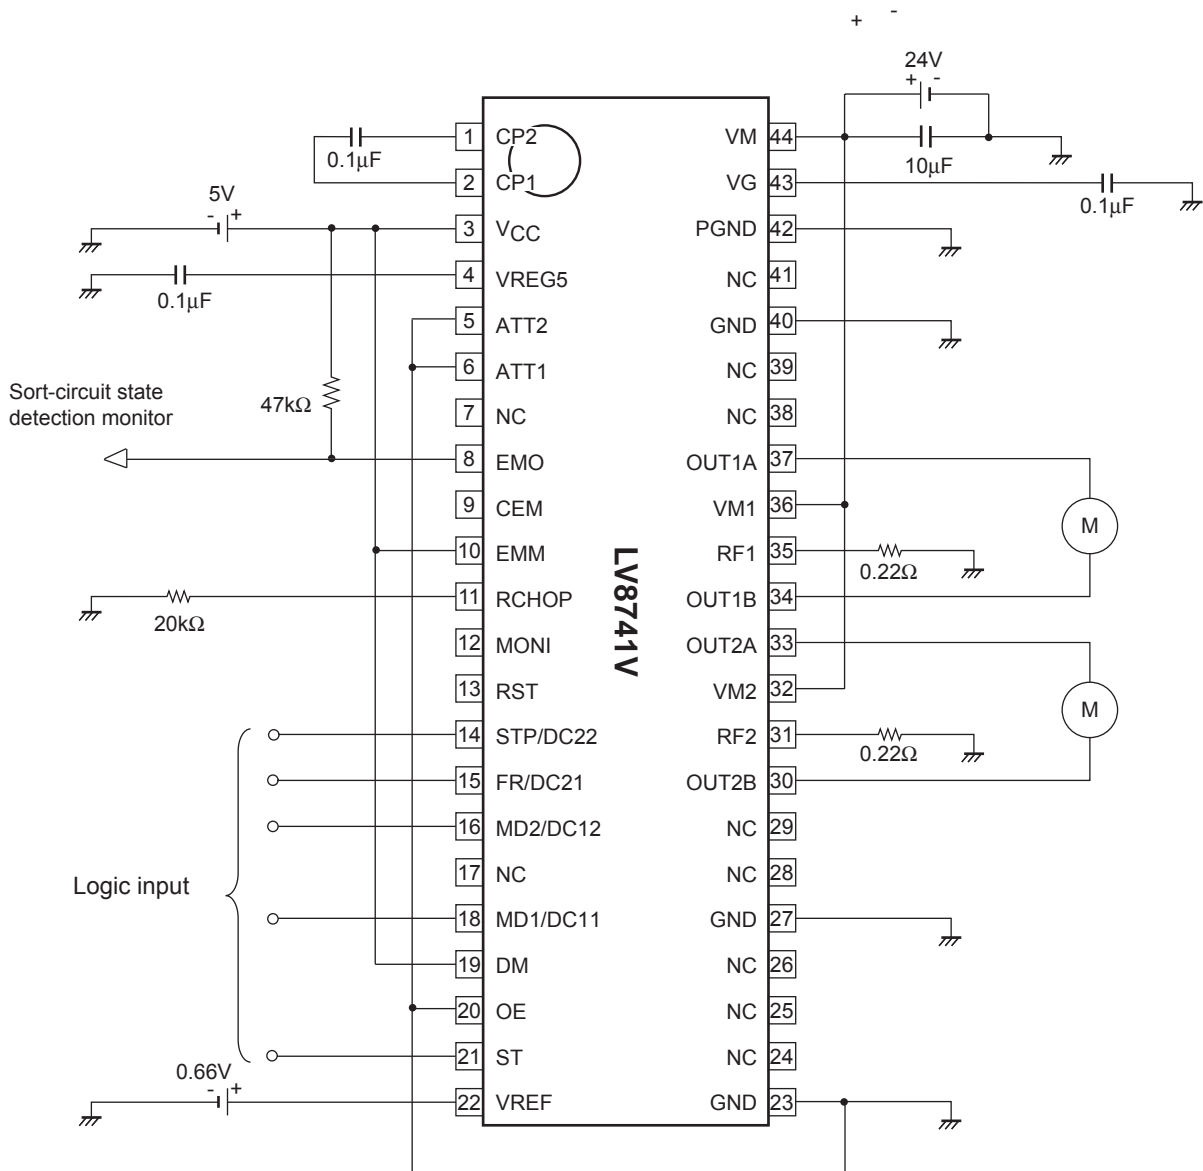 + -
24V
+ -
1 CP2 VM 44
0.1µF
10µF
2 CP1 VG 43
0.1µF
5V
- +
3 VCC PGND 42
4 VREG5 NC 41
0.1µF
5 ATT2 GND 40
6 ATT1 NC 39
Sort-circuit state
detection monitor
47kΩ
7 NC NC 38
8 EMO OUT1A 37
9 CEM VM1 36
M
10 EMM RF1 35
0.22Ω
11 RCHOP OUT1B 34
20kΩ
LV8741V
12 MONI OUT2A 33
13 RST VM2 32
M
14 STP/DC22 RF2 31
0.22Ω
15 FR/DC21 OUT2B 30
16 MD2/DC12 NC 29
17 NC NC 28
Logic input
18 MD1/DC11 GND 27
19 DM NC 26
20 OE NC 25
21 ST NC 24
0.66V
- +
22 VREF GND 23